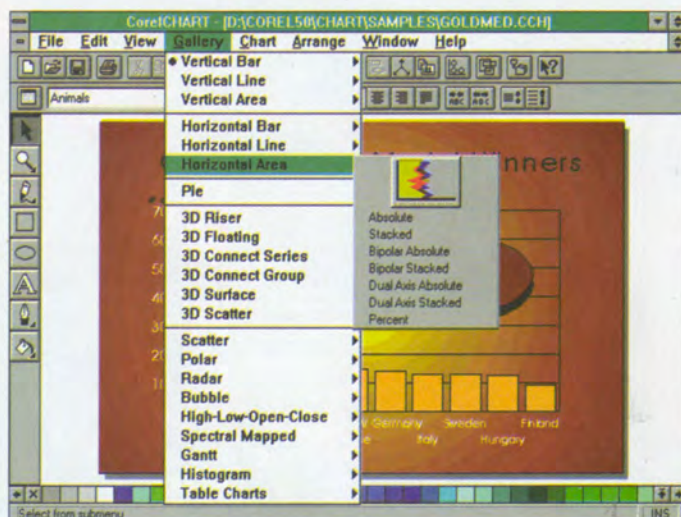 CorelCHART - [D:\COREL50\CHART\SAMPLES\GOLDMED.CCH]
File Edit View Gallery Chart Arrange Window Help
Animals
Vertical Bar
Vertical Line
Vertical Area
Horizontal Bar
Horizontal Line
Horizontal Area
Pie
3D Riser
3D Floating
3D Connect Series
3D Connect Group
3D Surface
3D Scatter
Scatter
Polar
Radar
Bubble
High-Low-Open-Close
Spectral Mapped
Gantt
Histogram
Table Charts
Absolute
Stacked
Bipolar Absolute
Bipolar Stacked
Dual Axis Absolute
Dual Axis Stacked
Percent
nners
Germany Sweden Finland
Italy Hungary
Select from submenu INS